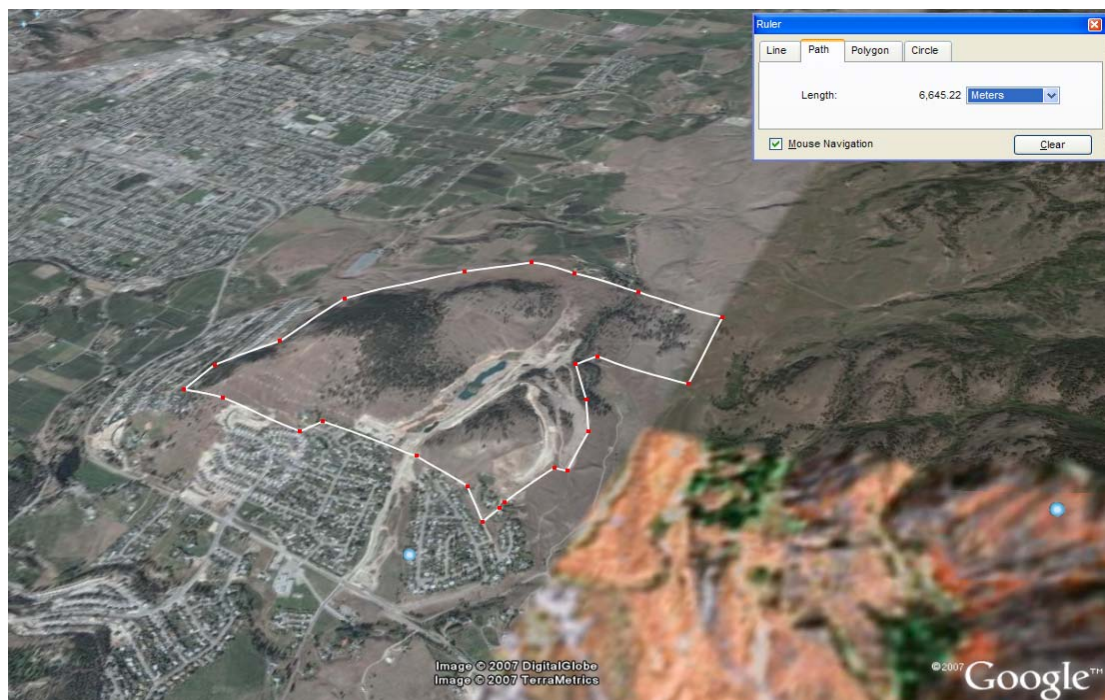 Ruler
Line Path Polygon Circle
Length: 6,645.22 Meters
Mouse Navigation Clear
Image © 2007 DigitalGlobe
Image © 2007 TerraMetrics
©2007 Google™